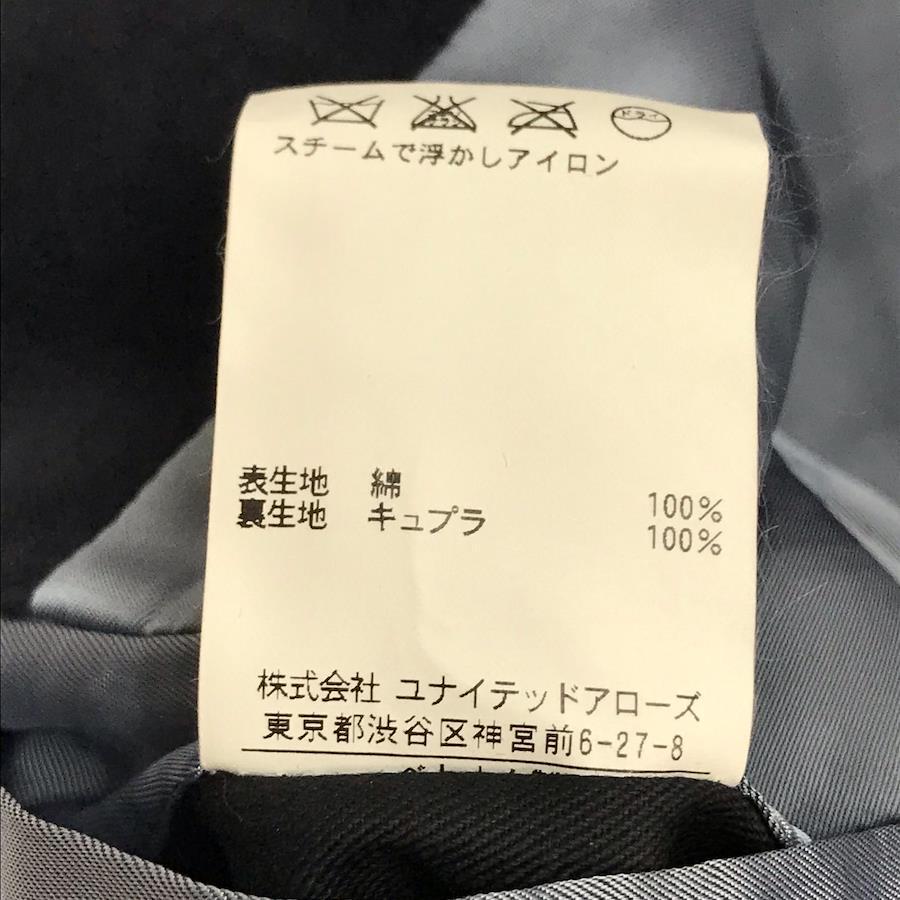 ドライ
スチームで浮かしアイロン
表生地 綿 100%
裏生地 キュプラ 100%
株式会社 ユナイテッドアローズ
東京都渋谷区神宮前6-27-8